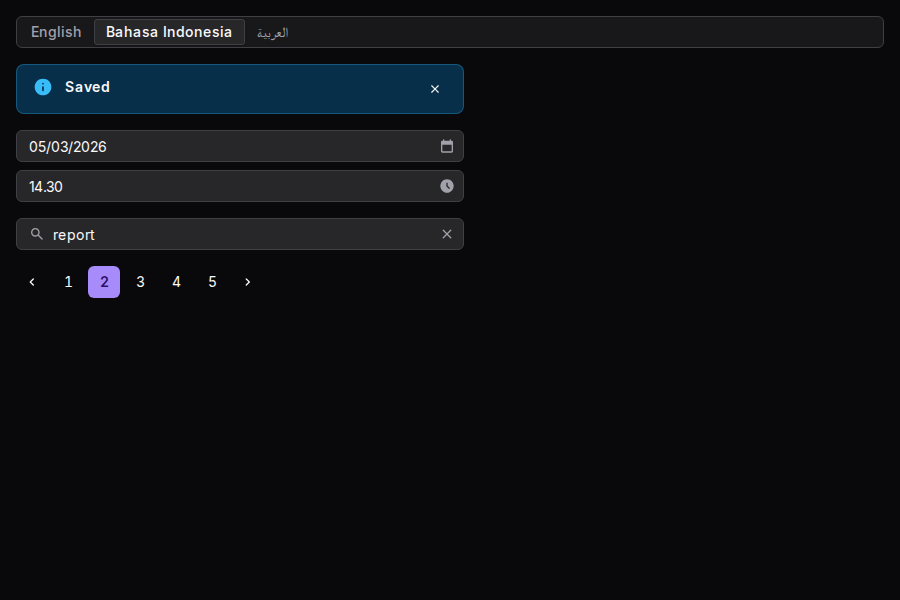 English Bahasa Indonesia العربية
Saved
05/03/2026
14.30
report
1 2 3 4 5